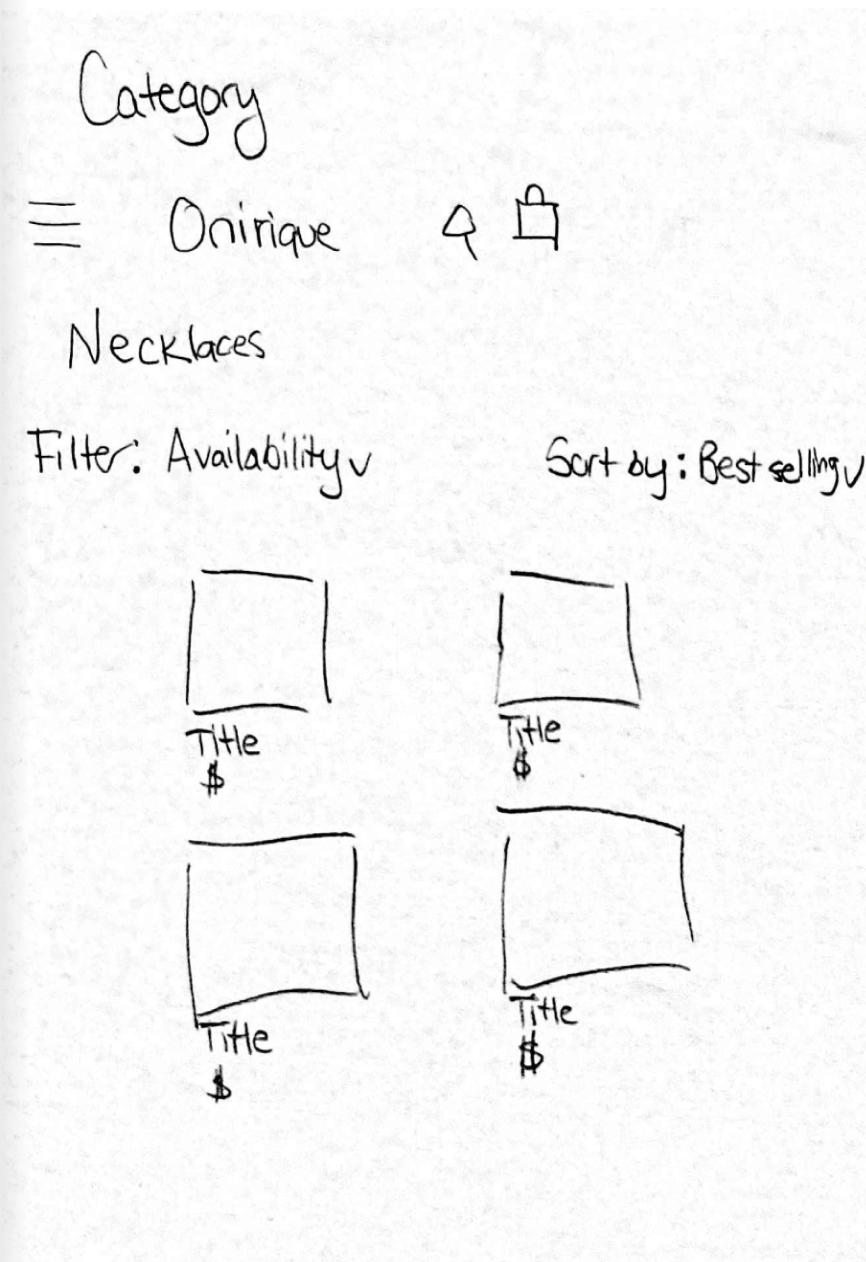 Category
Onirique
Necklaces
Filter: Availability Sort by: Best selling
Title Title
$ $
Title Title
$ $